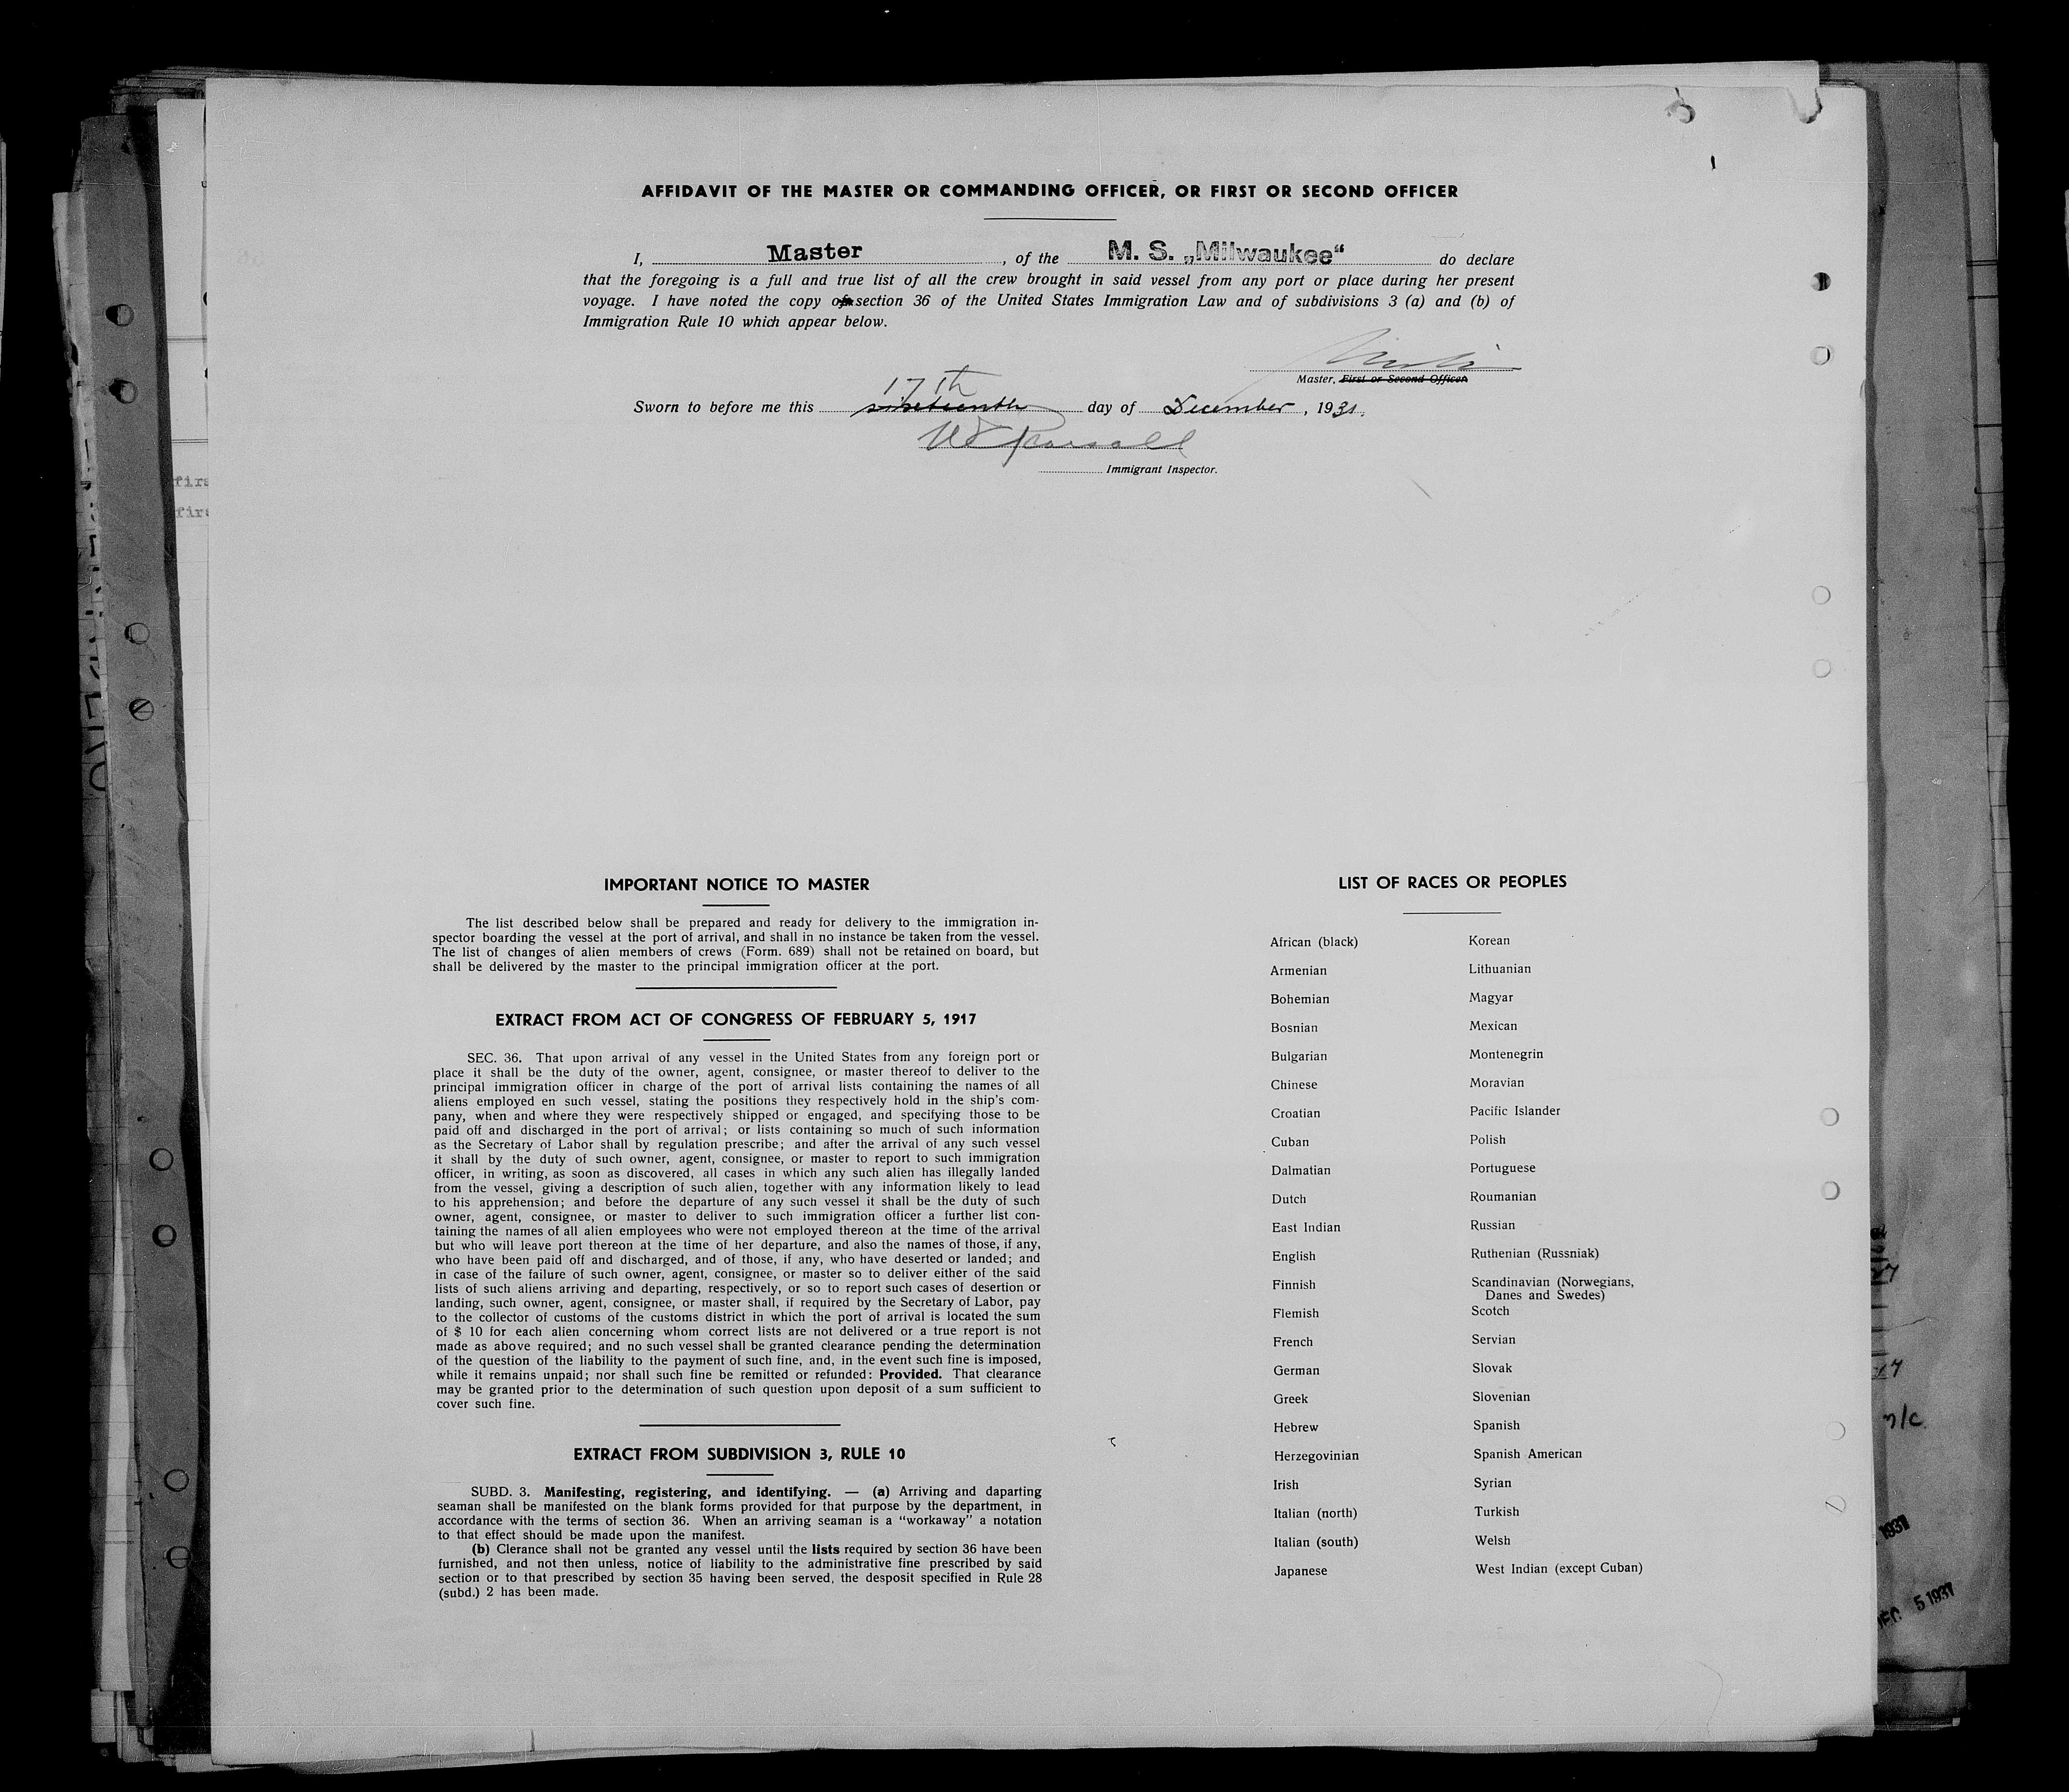 AFFIDAVIT OF THE MASTER OR COMMANDING OFFICER, OR FIRST OR SECOND OFFICER
I, Master, of the M. S. „Milwaukee“ do declare
that the foregoing is a full and true list of all the crew brought in said vessel from any port or place during her present
voyage. I have noted the copy of section 36 of the United States Immigration Law and of subdivisions 3 (a) and (b) of
Immigration Rule 10 which appear below.
Master, First or Second Officer
17th
Sworn to before me this day of December, 1931.
Immigrant Inspector.
IMPORTANT NOTICE TO MASTER
The list described below shall be prepared and ready for delivery to the immigration in-
spector boarding the vessel at the port of arrival, and shall in no instance be taken from the vessel.
The list of changes of alien members of crews (Form. 689) shall not be retained on board, but
shall be delivered by the master to the principal immigration officer at the port.
EXTRACT FROM ACT OF CONGRESS OF FEBRUARY 5, 1917
SEC. 36. That upon arrival of any vessel in the United States from any foreign port or
place it shall be the duty of the owner, agent, consignee, or master thereof to deliver to the
principal immigration officer in charge of the port of arrival lists containing the names of all
aliens employed en such vessel, stating the positions they respectively hold in the ship's com-
pany, when and where they were respectively shipped or engaged, and specifying those to be
paid off and discharged in the port of arrival; or lists containing so much of such information
as the Secretary of Labor shall by regulation prescribe; and after the arrival of any such vessel
it shall by the duty of such owner, agent, consignee, or master to report to such immigration
officer, in writing, as soon as discovered, all cases in which any such alien has illegally landed
from the vessel, giving a description of such alien, together with any information likely to lead
to his apprehension; and before the departure of any such vessel it shall be the duty of such
owner, agent, consignee, or master to deliver to such immigration officer a further list con-
taining the names of all alien employees who were not employed thereon at the time of the arrival
but who will leave port thereon at the time of her departure, and also the names of those, if any,
who have been paid off and discharged, and of those, if any, who have deserted or landed; and
in case of the failure of such owner, agent, consignee, or master so to deliver either of the said
lists of such aliens arriving and departing, respectively, or so to report such cases of desertion or
landing, such owner, agent, consignee, or master shall, if required by the Secretary of Labor, pay
to the collector of customs of the customs district in which the port of arrival is located the sum
of $ 10 for each alien concerning whom correct lists are not delivered or a true report is not
made as above required; and no such vessel shall be granted clearance pending the determination
of the question of the liability to the payment of such fine, and, in the event such fine is imposed,
while it remains unpaid; nor shall such fine be remitted or refunded: Provided. That clearance
may be granted prior to the determination of such question upon deposit of a sum sufficient to
cover such fine.
EXTRACT FROM SUBDIVISION 3, RULE 10
SUBD. 3. Manifesting, registering, and identifying. — (a) Arriving and daparting
seaman shall be manifested on the blank forms provided for that purpose by the department, in
accordance with the terms of section 36. When an arriving seaman is a “workaway” a notation
to that effect should be made upon the manifest.
(b) Clerance shall not be granted any vessel until the lists required by section 36 have been
furnished, and not then unless, notice of liability to the administrative fine prescribed by said
section or to that prescribed by section 35 having been served, the desposit specified in Rule 28
(subd.) 2 has been made.
LIST OF RACES OR PEOPLES
African (black)
Armenian
Bohemian
Bosnian
Bulgarian
Chinese
Croatian
Cuban
Dalmatian
Dutch
East Indian
English
Finnish
Flemish
French
German
Greek
Hebrew
Herzegovinian
Irish
Italian (north)
Italian (south)
Japanese
Korean
Lithuanian
Magyar
Mexican
Montenegrin
Moravian
Pacific Islander
Polish
Portuguese
Roumanian
Russian
Ruthenian (Russniak)
Scandinavian (Norwegians,
Danes and Swedes)
Scotch
Servian
Slovak
Slovenian
Spanish
Spanish American
Syrian
Turkish
Welsh
West Indian (except Cuban)
n/c
1931
5 1931